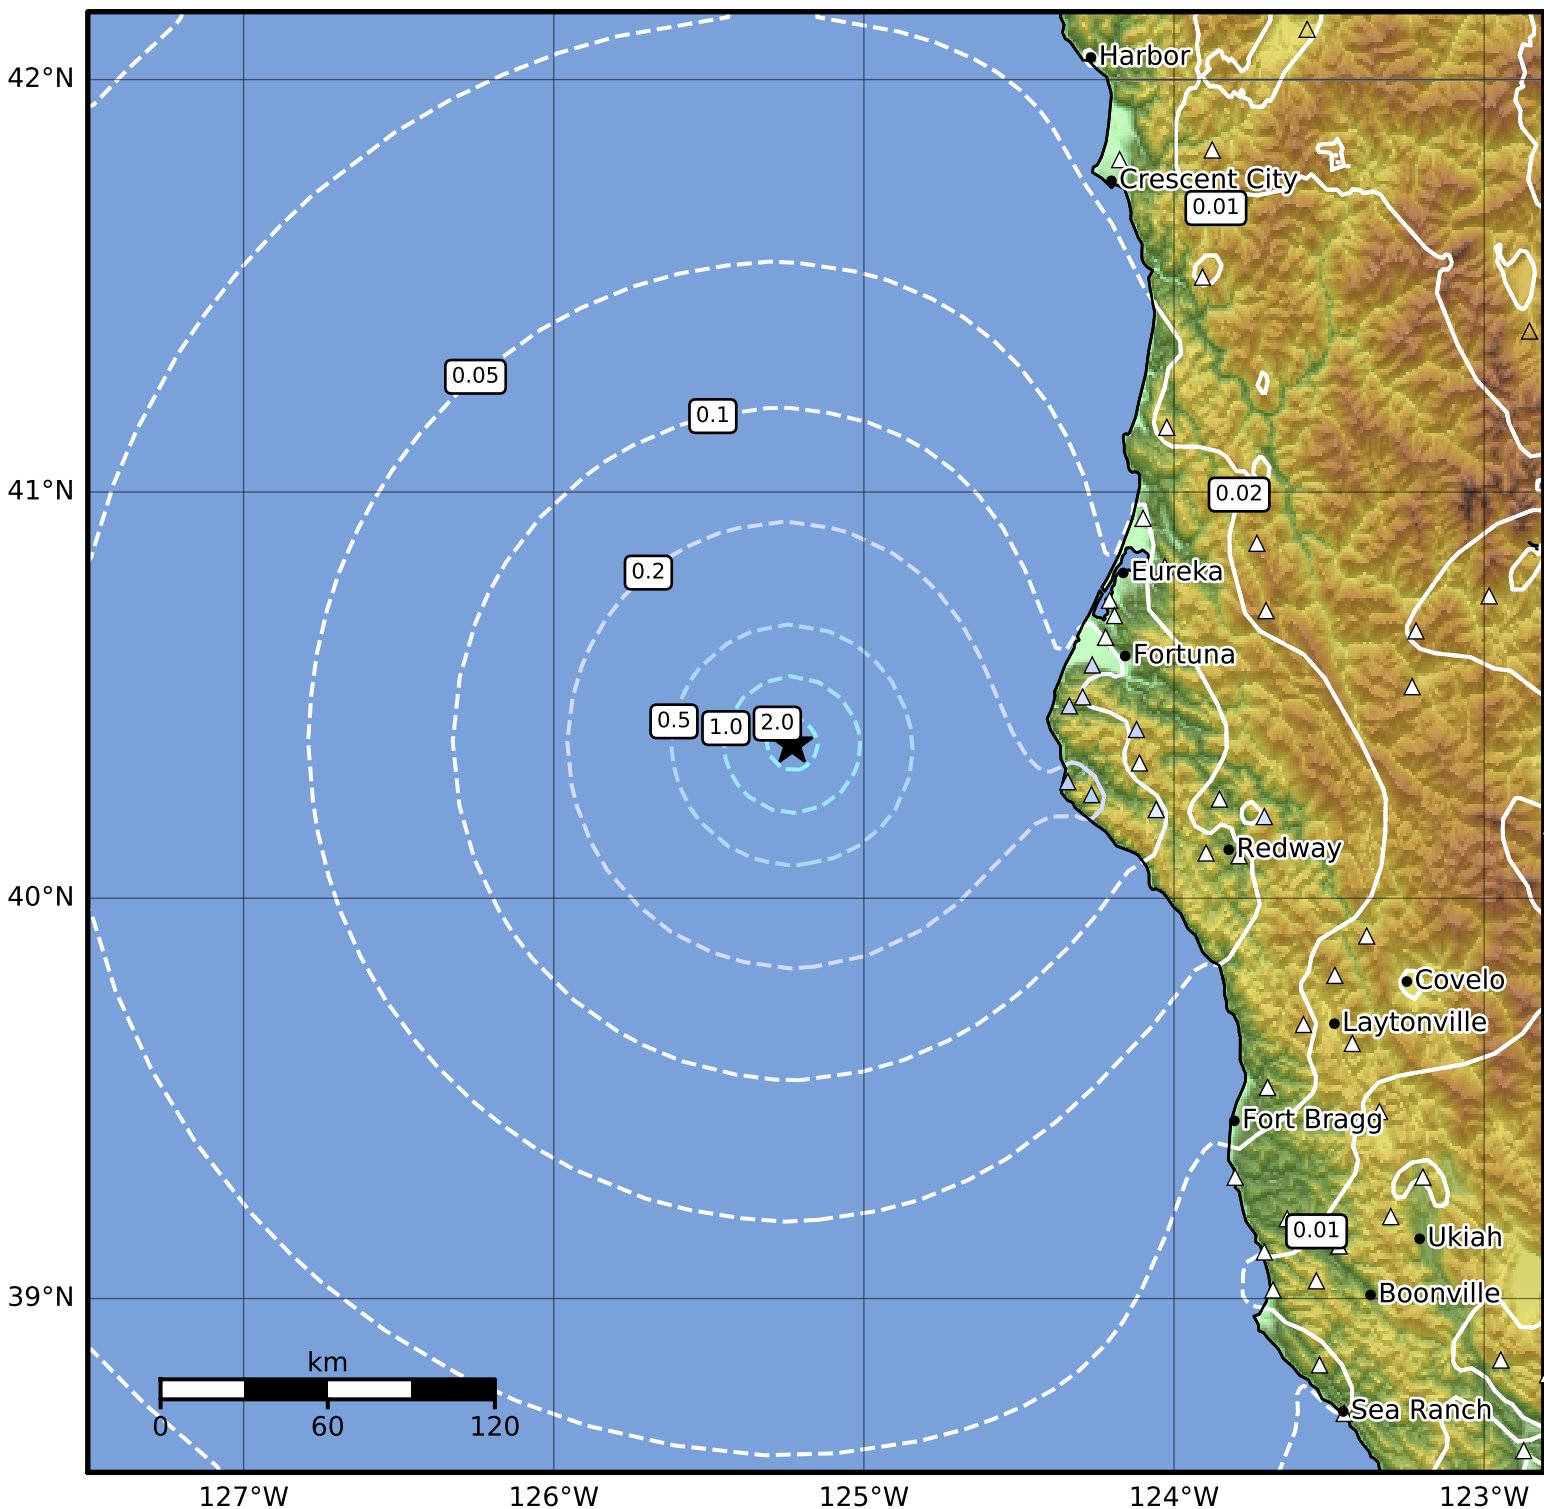 42°N
41°N
40°N
39°N
127°W
126°W
125°W
124°W
123°W
Harbor
Crescent City
0.01
0.05
0.1
0.02
0.2
Eureka
Fortuna
0.5
1.0
2.0
Redway
Covelo
Laytonville
Fort Bragg
0.01
Ukiah
Boonville
Sea Ranch
km
0
60
120